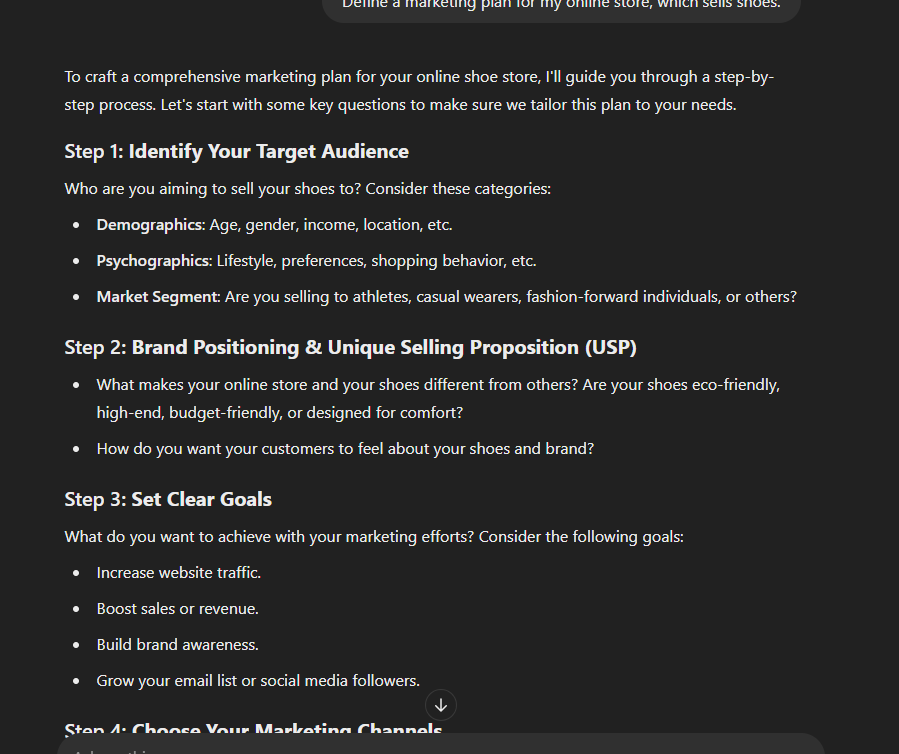 Define a marketing plan for my online store, which sells shoes.
To craft a comprehensive marketing plan for your online shoe store, I'll guide you through a step-by-
step process. Let's start with some key questions to make sure we tailor this plan to your needs.
Step 1: Identify Your Target Audience
Who are you aiming to sell your shoes to? Consider these categories:
• Demographics: Age, gender, income, location, etc.
• Psychographics: Lifestyle, preferences, shopping behavior, etc.
• Market Segment: Are you selling to athletes, casual wearers, fashion-forward individuals, or others?
Step 2: Brand Positioning & Unique Selling Proposition (USP)
• What makes your online store and your shoes different from others? Are your shoes eco-friendly,
high-end, budget-friendly, or designed for comfort?
• How do you want your customers to feel about your shoes and brand?
Step 3: Set Clear Goals
What do you want to achieve with your marketing efforts? Consider the following goals:
• Increase website traffic.
• Boost sales or revenue.
• Build brand awareness.
• Grow your email list or social media followers.
Step 4: Choose Your Marketing Channels